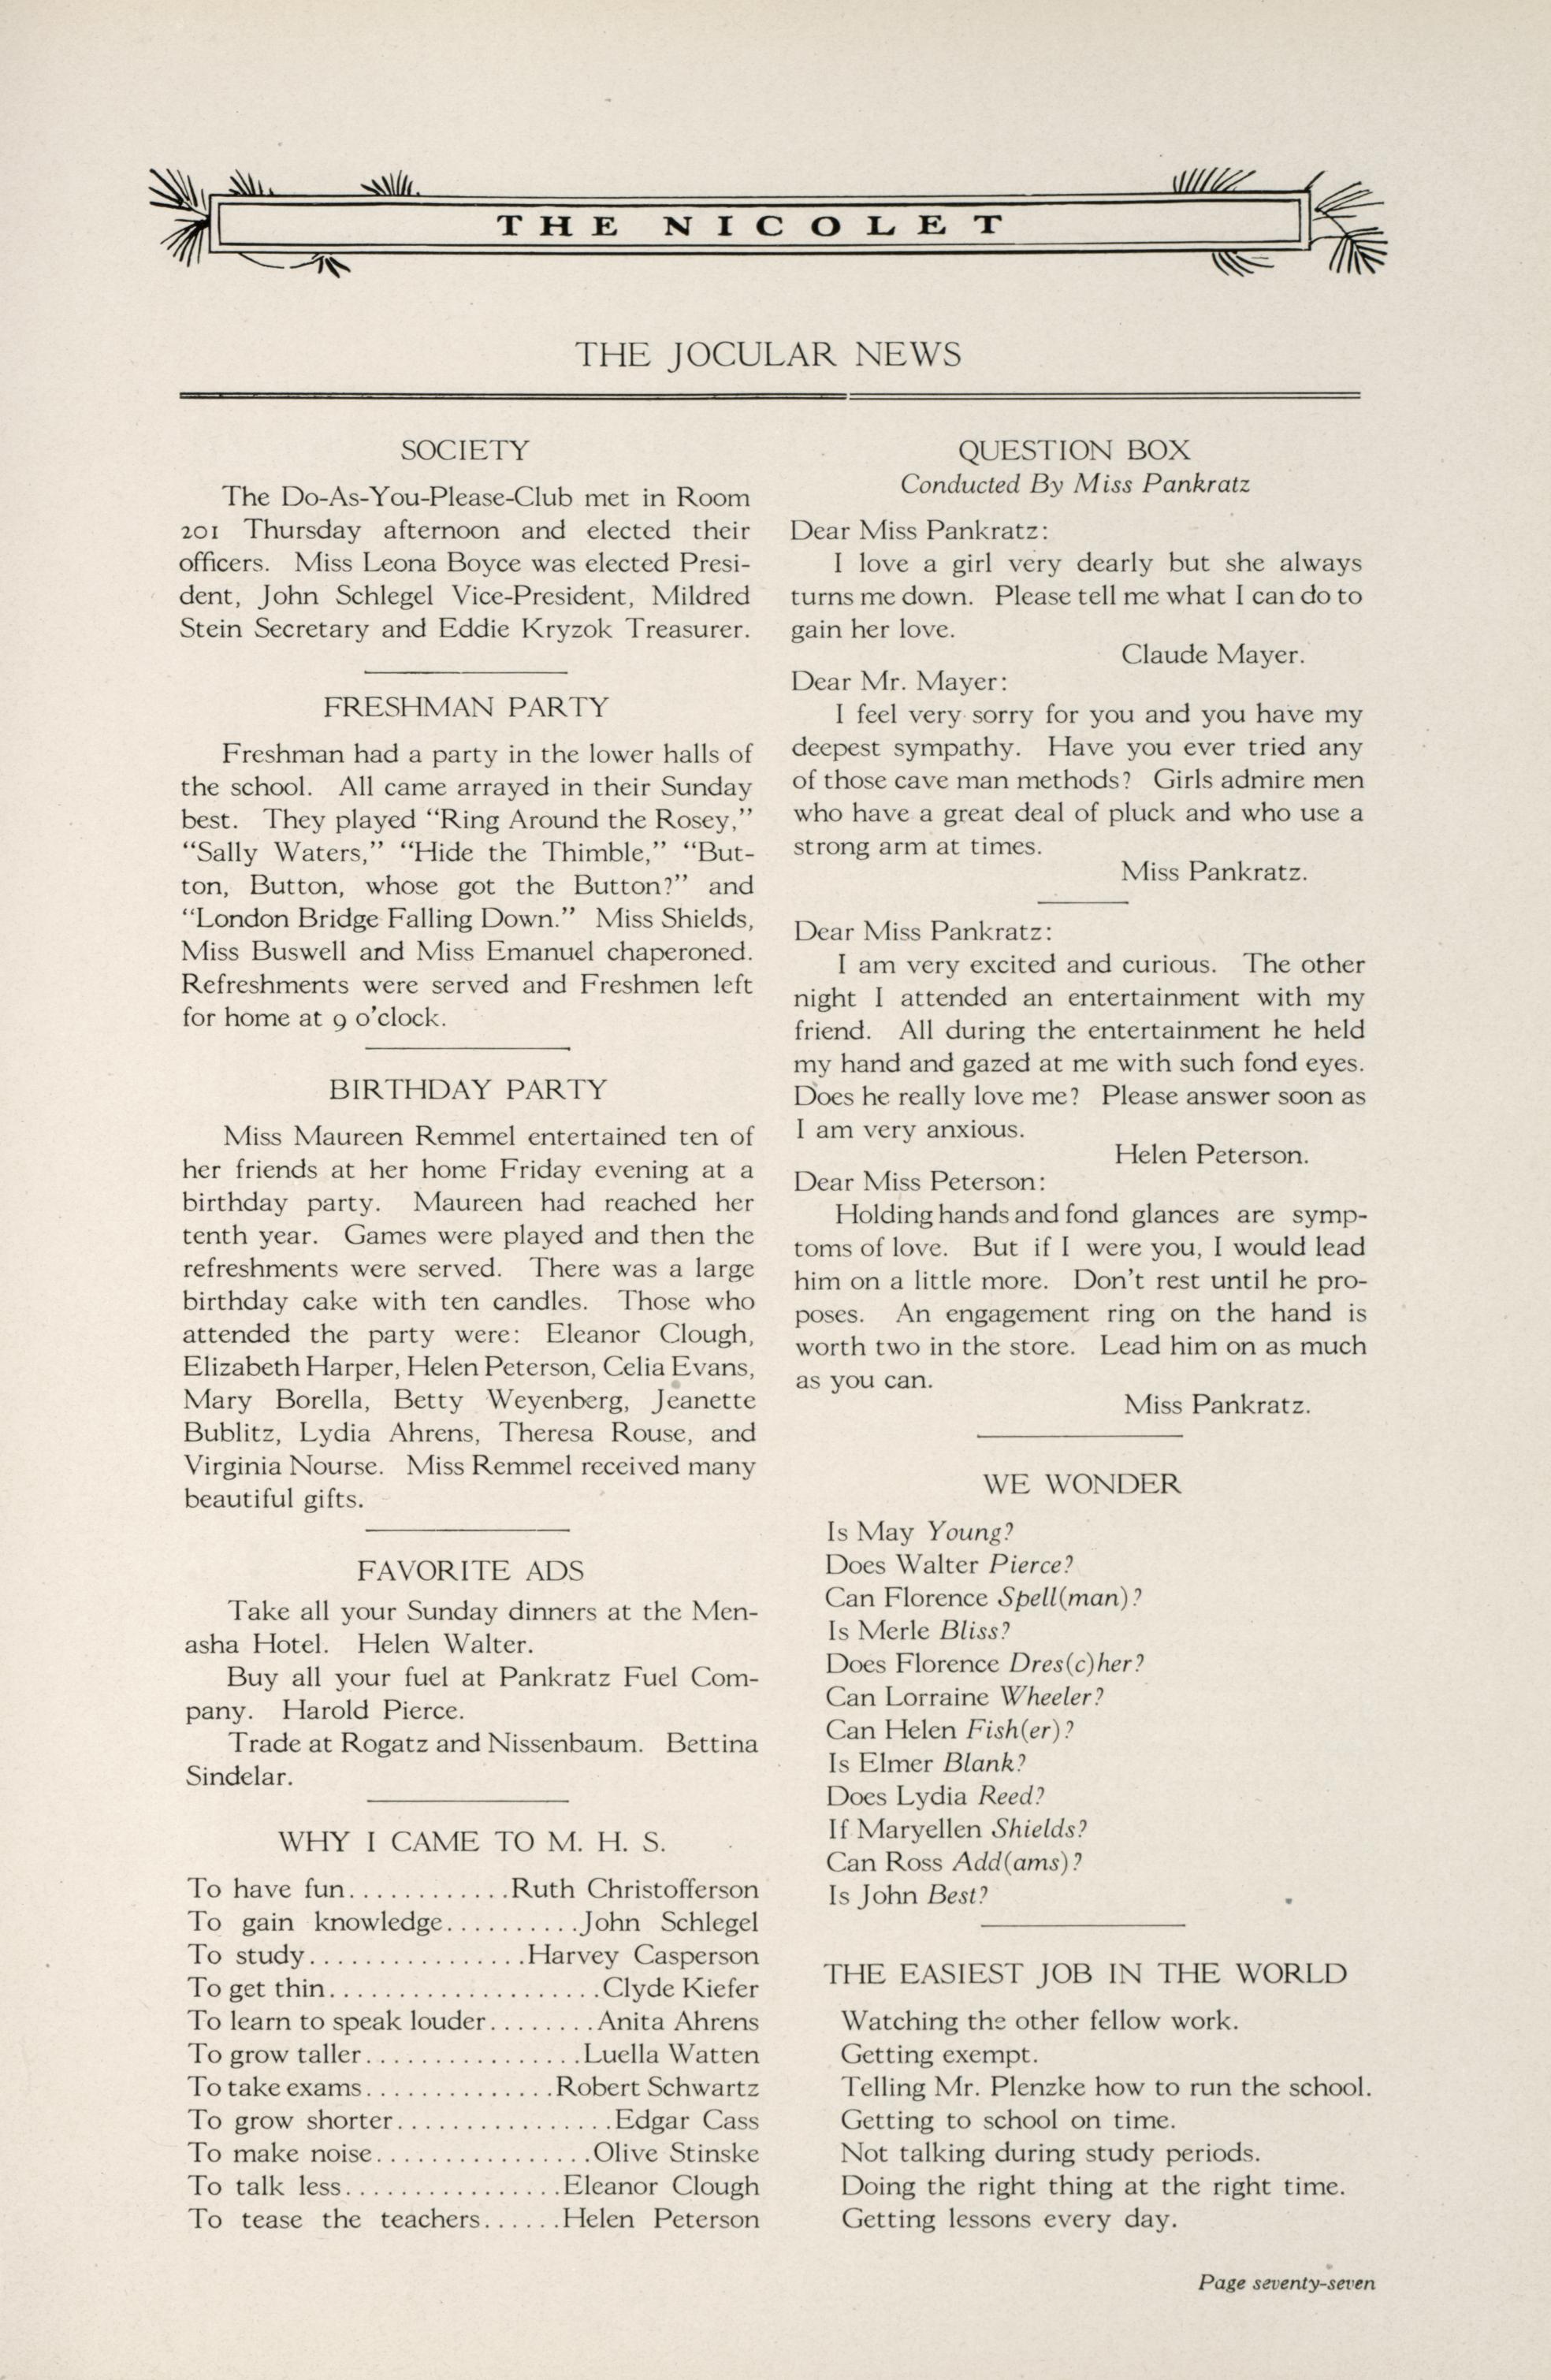 THE NICOLET
THE JOCULAR NEWS
SOCIETY
The Do-As-You-Please-Club met in Room
201 Thursday afternoon and elected their
officers. Miss Leona Boyce was elected Presi-
dent, John Schlegel Vice-President, Mildred
Stein Secretary and Eddie Kryzok Treasurer.
FRESHMAN PARTY
Freshman had a party in the lower halls of
the school. All came arrayed in their Sunday
best. They played “Ring Around the Rosey,”
“Sally Waters,” “Hide the Thimble,” “But-
ton, Button, whose got the Button?” and
“London Bridge Falling Down.” Miss Shields,
Miss Buswell and Miss Emanuel chaperoned.
Refreshments were served and Freshmen left
for home at 9 o’clock.
BIRTHDAY PARTY
Miss Maureen Remmel entertained ten of
her friends at her home Friday evening at a
birthday party. Maureen had reached her
tenth year. Games were played and then the
refreshments were served. There was a large
birthday cake with ten candles. Those who
attended the party were: Eleanor Clough,
Elizabeth Harper, Helen Peterson, Celia Evans,
Mary Borella, Betty Weyenberg, Jeanette
Bublitz, Lydia Ahrens, Theresa Rouse, and
Virginia Nourse. Miss Remmel received many
beautiful gifts.
FAVORITE ADS
Take all your Sunday dinners at the Men-
asha Hotel. Helen Walter.
Buy all your fuel at Pankratz Fuel Com-
pany. Harold Pierce.
Trade at Rogatz and Nissenbaum. Bettina
Sindelar.
WHY I CAME TO M. H. S.
To have fun............Ruth Christofferson
To gain knowledge..........John Schlegel
To study................Harvey Casperson
To get thin....................Clyde Kiefer
To learn to speak louder........Anita Ahrens
To grow taller................Luella Watten
To take exams..............Robert Schwartz
To grow shorter................Edgar Cass
To make noise................Olive Stinske
To talk less................Eleanor Clough
To tease the teachers......Helen Peterson
QUESTION BOX
Conducted By Miss Pankratz
Dear Miss Pankratz:
I love a girl very dearly but she always
turns me down. Please tell me what I can do to
gain her love.
Claude Mayer.
Dear Mr. Mayer:
I feel very sorry for you and you have my
deepest sympathy. Have you ever tried any
of those cave man methods? Girls admire men
who have a great deal of pluck and who use a
strong arm at times.
Miss Pankratz.
Dear Miss Pankratz:
I am very excited and curious. The other
night I attended an entertainment with my
friend. All during the entertainment he held
my hand and gazed at me with such fond eyes.
Does he really love me? Please answer soon as
I am very anxious.
Helen Peterson.
Dear Miss Peterson:
Holding hands and fond glances are symp-
toms of love. But if I were you, I would lead
him on a little more. Don’t rest until he pro-
poses. An engagement ring on the hand is
worth two in the store. Lead him on as much
as you can.
Miss Pankratz.
WE WONDER
Is May Young?
Does Walter Pierce?
Can Florence Spell(man)?
Is Merle Bliss?
Does Florence Dres(c)her?
Can Lorraine Wheeler?
Can Helen Fish(er)?
Is Elmer Blank?
Does Lydia Reed?
If Maryellen Shields?
Can Ross Add(ams)?
Is John Best?
THE EASIEST JOB IN THE WORLD
Watching the other fellow work.
Getting exempt.
Telling Mr. Plenzke how to run the school.
Getting to school on time.
Not talking during study periods.
Doing the right thing at the right time.
Getting lessons every day.
Page seventy-seven